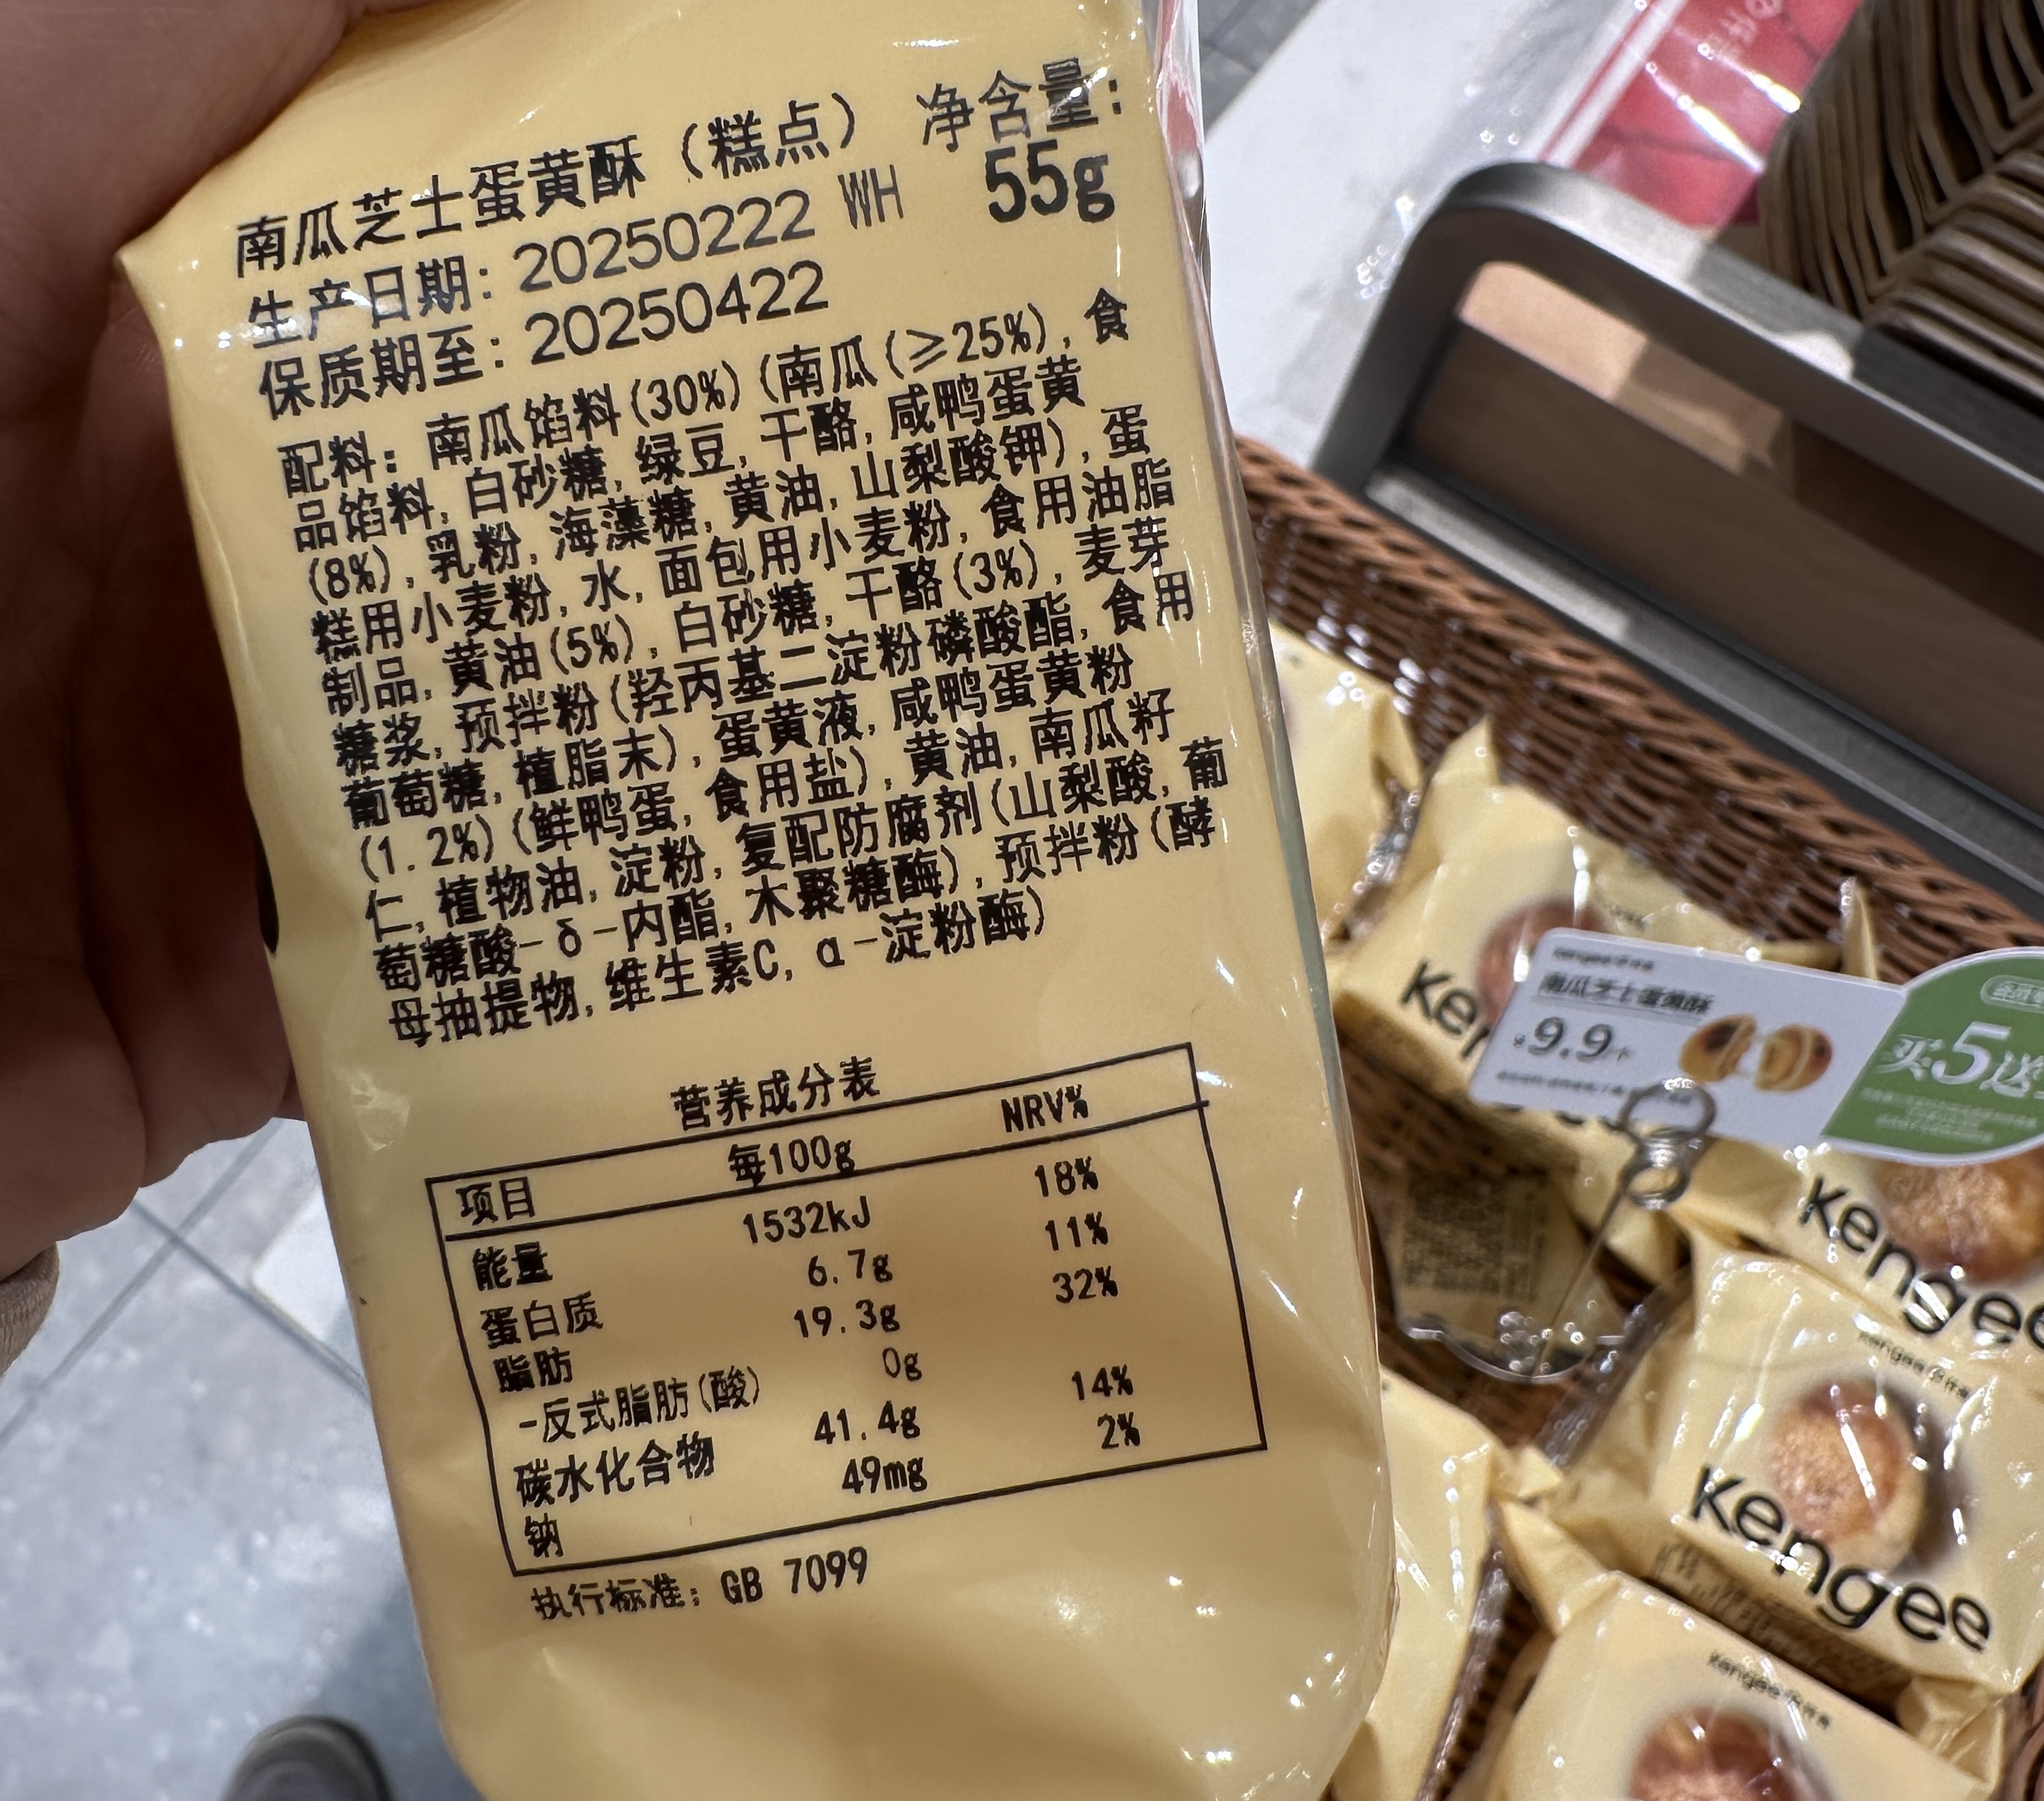 南瓜芝士蛋黄酥（糕点） 净含量：
生产日期：20250222 WH 55g
保质期至：20250422
配料：南瓜馅料(30%)(南瓜(≥25%)，食
品馅料，白砂糖，绿豆，干酪，咸鸭蛋黄
(8%)，乳粉，海藻糖，黄油，山梨酸钾)，蛋
糕用小麦粉，水，面包用小麦粉，食用油脂
制品，黄油(5%)，白砂糖，干酪(3%)，麦芽
糖浆，预拌粉(羟丙基二淀粉磷酸酯，食用
葡萄糖，植脂末)，蛋黄液，咸鸭蛋黄粉
(1.2%)(鲜鸭蛋，食用盐)，黄油，南瓜籽
仁，植物油，淀粉，复配防腐剂(山梨酸，葡
萄糖酸-δ-内酯，木聚糖酶)，预拌粉(酵
母抽提物，维生素C，α-淀粉酶)
营养成分表
项目 每100g NRV%
能量 1532kJ 18%
蛋白质 6.7g 11%
脂肪 19.3g 32%
-反式脂肪(酸) 0g
碳水化合物 41.4g 14%
钠 49mg 2%
执行标准：GB 7099
南瓜芝士蛋黄酥
9.9
买5送
Kengee
Kengee
Kengee